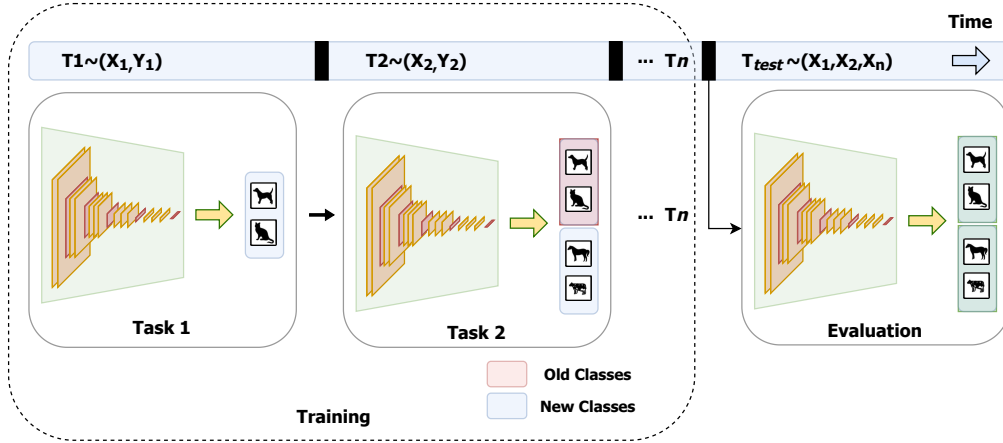 Time
T1~(X₁,Y₁)
T2~(X₂,Y₂)
... Tn
T_test~(X₁,X₂,Xₙ)
... Tn
Task 1
Task 2
Evaluation
Old Classes
New Classes
Training